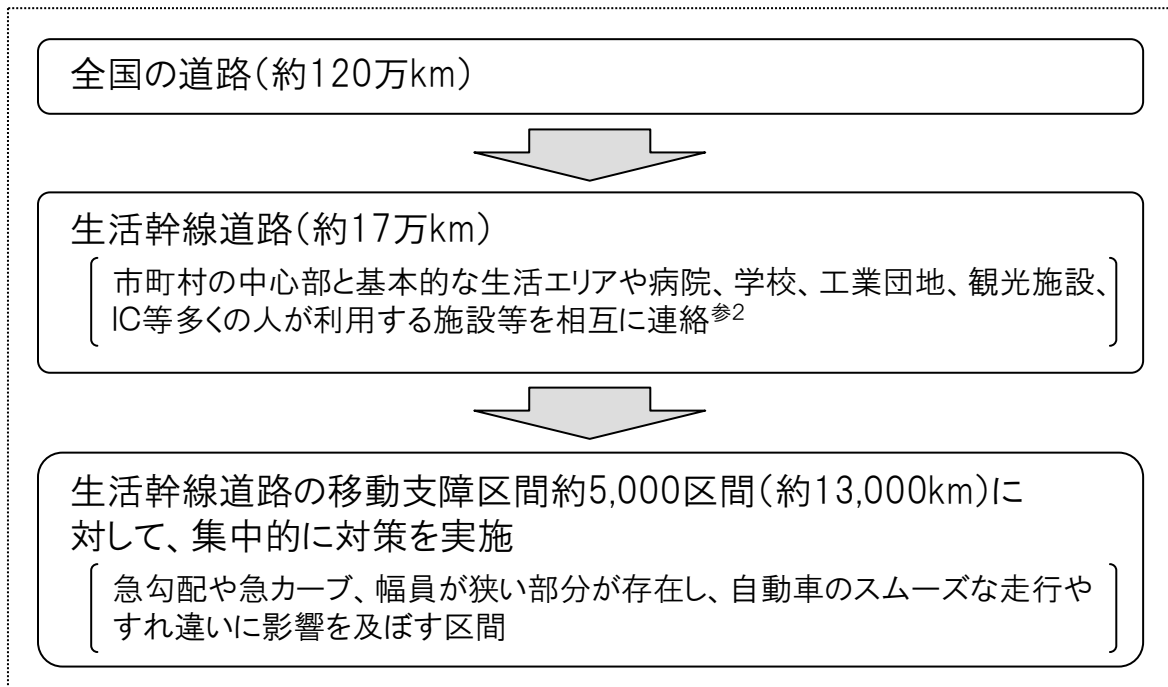 全国の道路(約120万km)
生活幹線道路(約17万km)
市町村の中心部と基本的な生活エリアや病院、学校、工業団地、観光施設、
IC等多くの人が利用する施設等を相互に連絡参2
生活幹線道路の移動支障区間約5,000区間(約13,000km)に
対して、集中的に対策を実施
急勾配や急カーブ、幅員が狭い部分が存在し、自動車のスムーズな走行や
すれ違いに影響を及ぼす区間